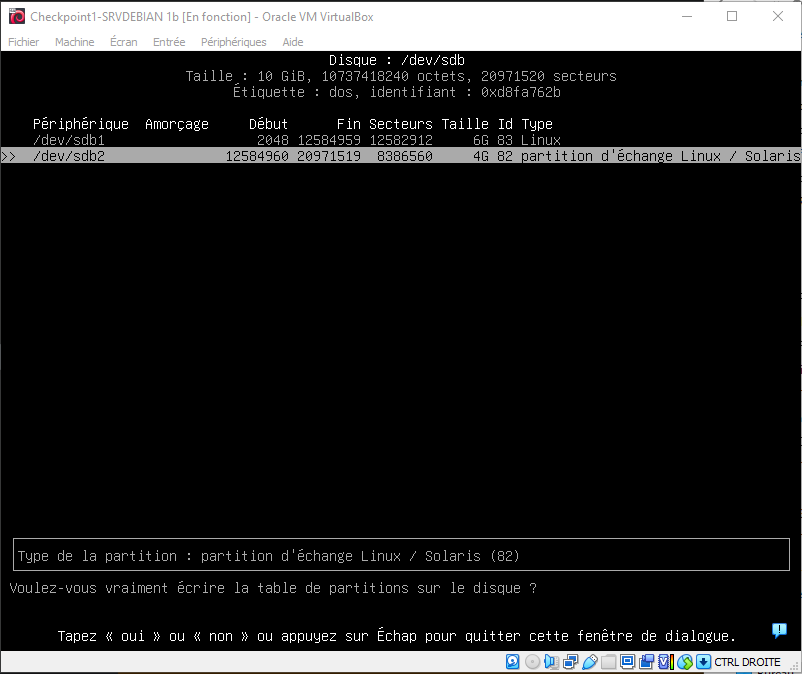 Checkpoint1-SRVDEBIAN 1b [En fonction] - Oracle VM VirtualBox
Fichier Machine Écran Entrée Périphériques Aide
Disque : /dev/sdb
Taille : 10 GiB, 10737418240 octets, 20971520 secteurs
Étiquette : dos, identifiant : 0xd8fa762b
Périphérique Amorçage Début Fin Secteurs Taille Id Type
/dev/sdb1 2048 12584959 12582912 6G 83 Linux
>> /dev/sdb2 12584960 20971519 8386560 4G 82 partition d'échange Linux / Solaris
Type de la partition : partition d'échange Linux / Solaris (82)
Voulez-vous vraiment écrire la table de partitions sur le disque ?
Tapez « oui » ou « non » ou appuyez sur Échap pour quitter cette fenêtre de dialogue.
CTRL DROITE